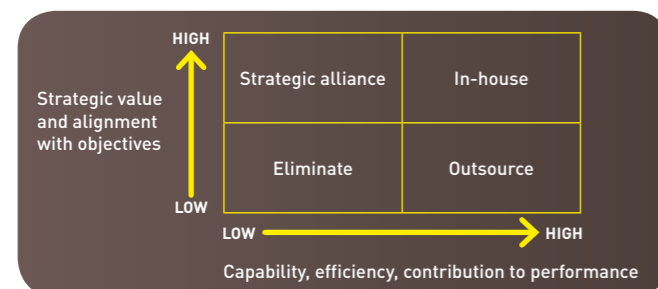 HIGH
Strategic alliance
In-house
Strategic value
and alignment
with objectives
Eliminate
Outsource
LOW
LOW
HIGH
Capability, efficiency, contribution to performance